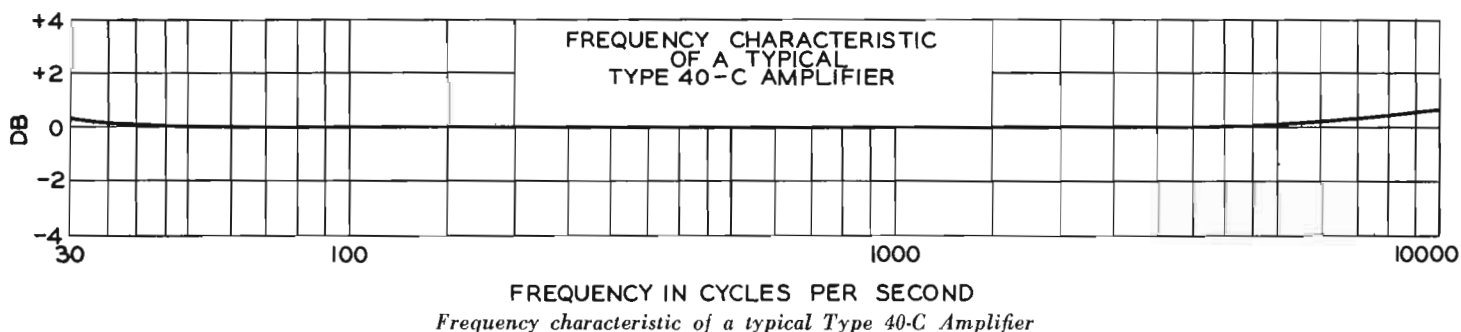 +4
FREQUENCY CHARACTERISTIC
OF A TYPICAL
TYPE 40-C AMPLIFIER
+2
DB
0
-2
-4
30 100 1000 10000
FREQUENCY IN CYCLES PER SECOND
Frequency characteristic of a typical Type 40-C Amplifier